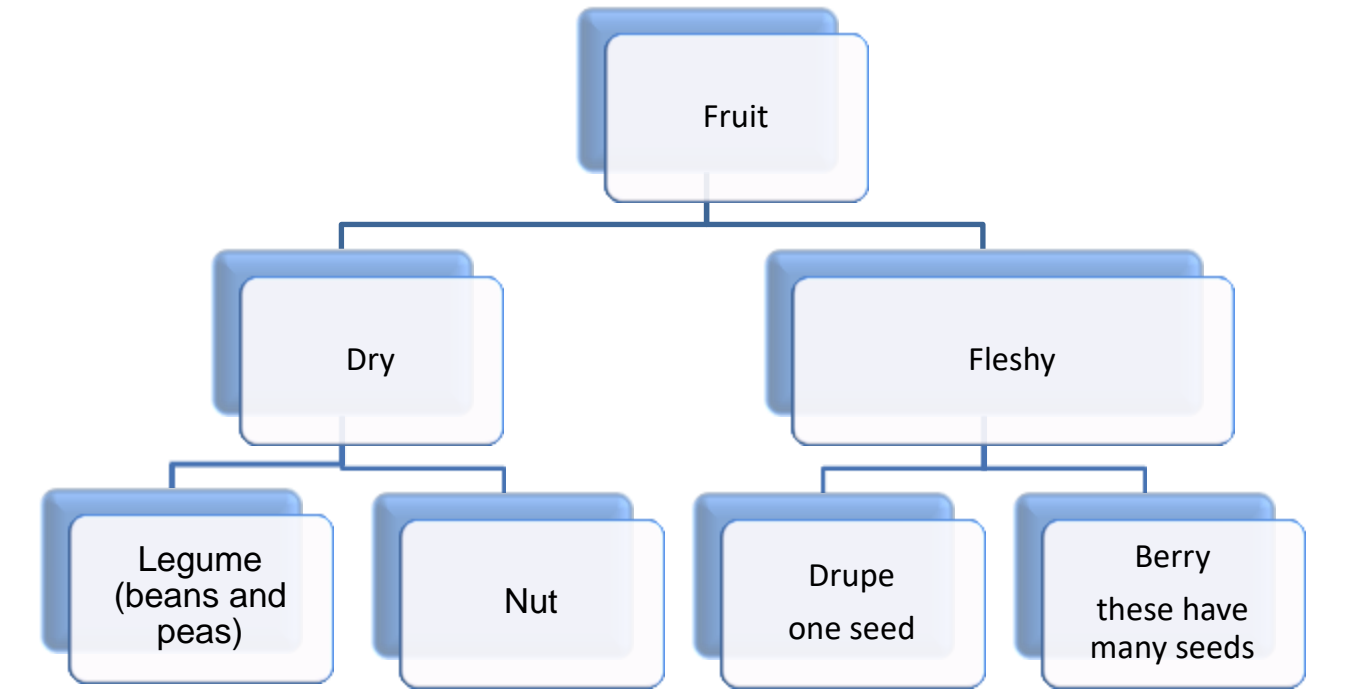 Fruit
Dry
Fleshy
Legume
(beans and
peas)
Nut
Drupe
one seed
Berry
these have
many seeds